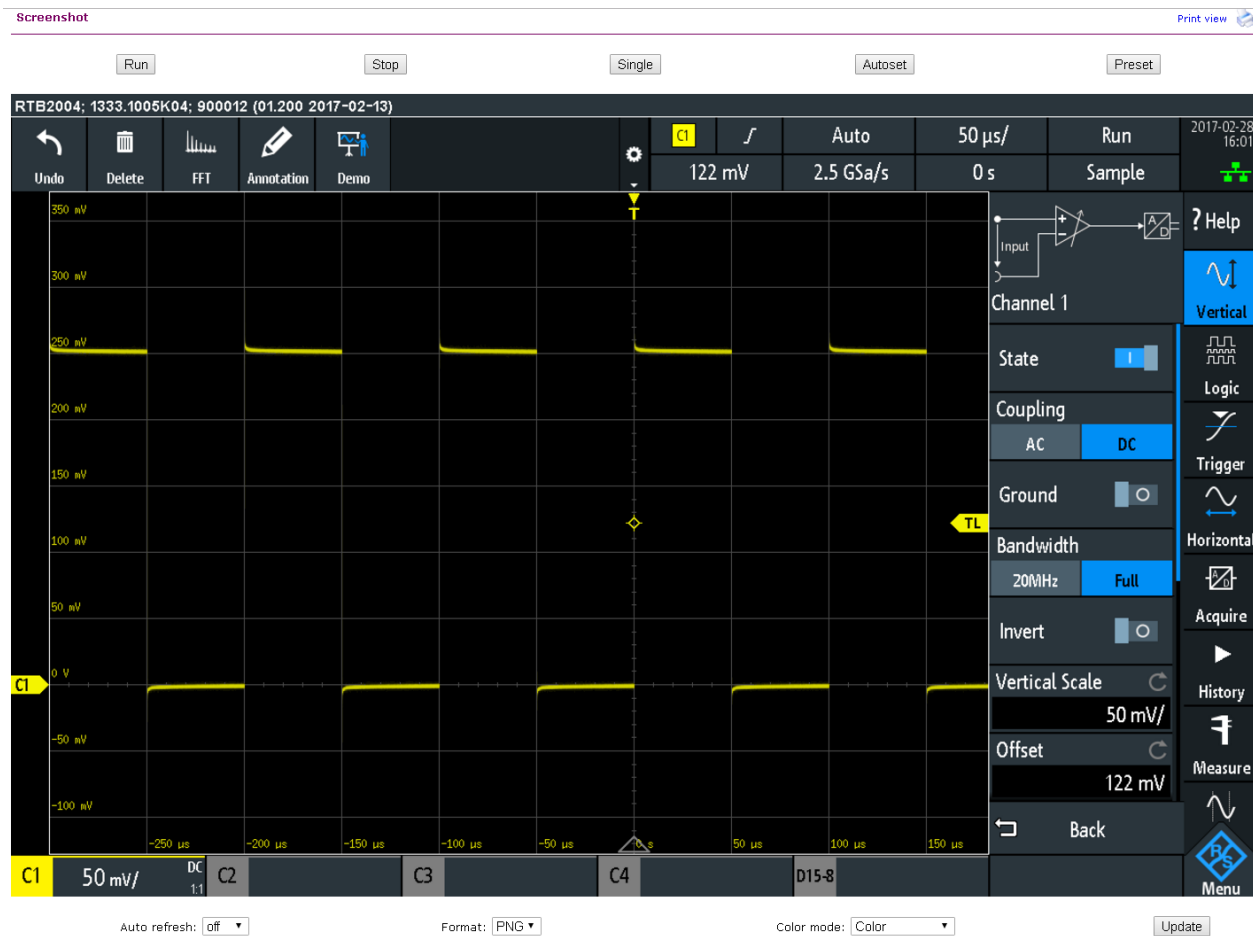 Screenshot
Print view
Run Stop Single Autoset Preset
RTB2004; 1333.1005K04; 900012 (01.200 2017-02-13)
Undo Delete FFT Annotation Demo
C1 Auto 50 µs/ Run
122 mV 2.5 GSa/s 0 s Sample
2017-02-28
16:01
350 mV
T
300 mV
250 mV
200 mV
150 mV
TL
100 mV
50 mV
0 V
C1
-50 mV
-100 mV
-250 µs -200 µs -150 µs -100 µs -50 µs 0 s 50 µs 100 µs 150 µs
Input
A D
Channel 1
State
Coupling
AC DC
Ground
Bandwidth
20MHz Full
Invert
Vertical Scale
50 mV/
Offset
122 mV
Back
? Help
Vertical
Logic
Trigger
Horizontal
A D
Acquire
History
Measure
R&S
Menu
C1 50 mV/ DC 1:1 C2 C3 C4 D15-8
Auto refresh: off Format: PNG Color mode: Color Update